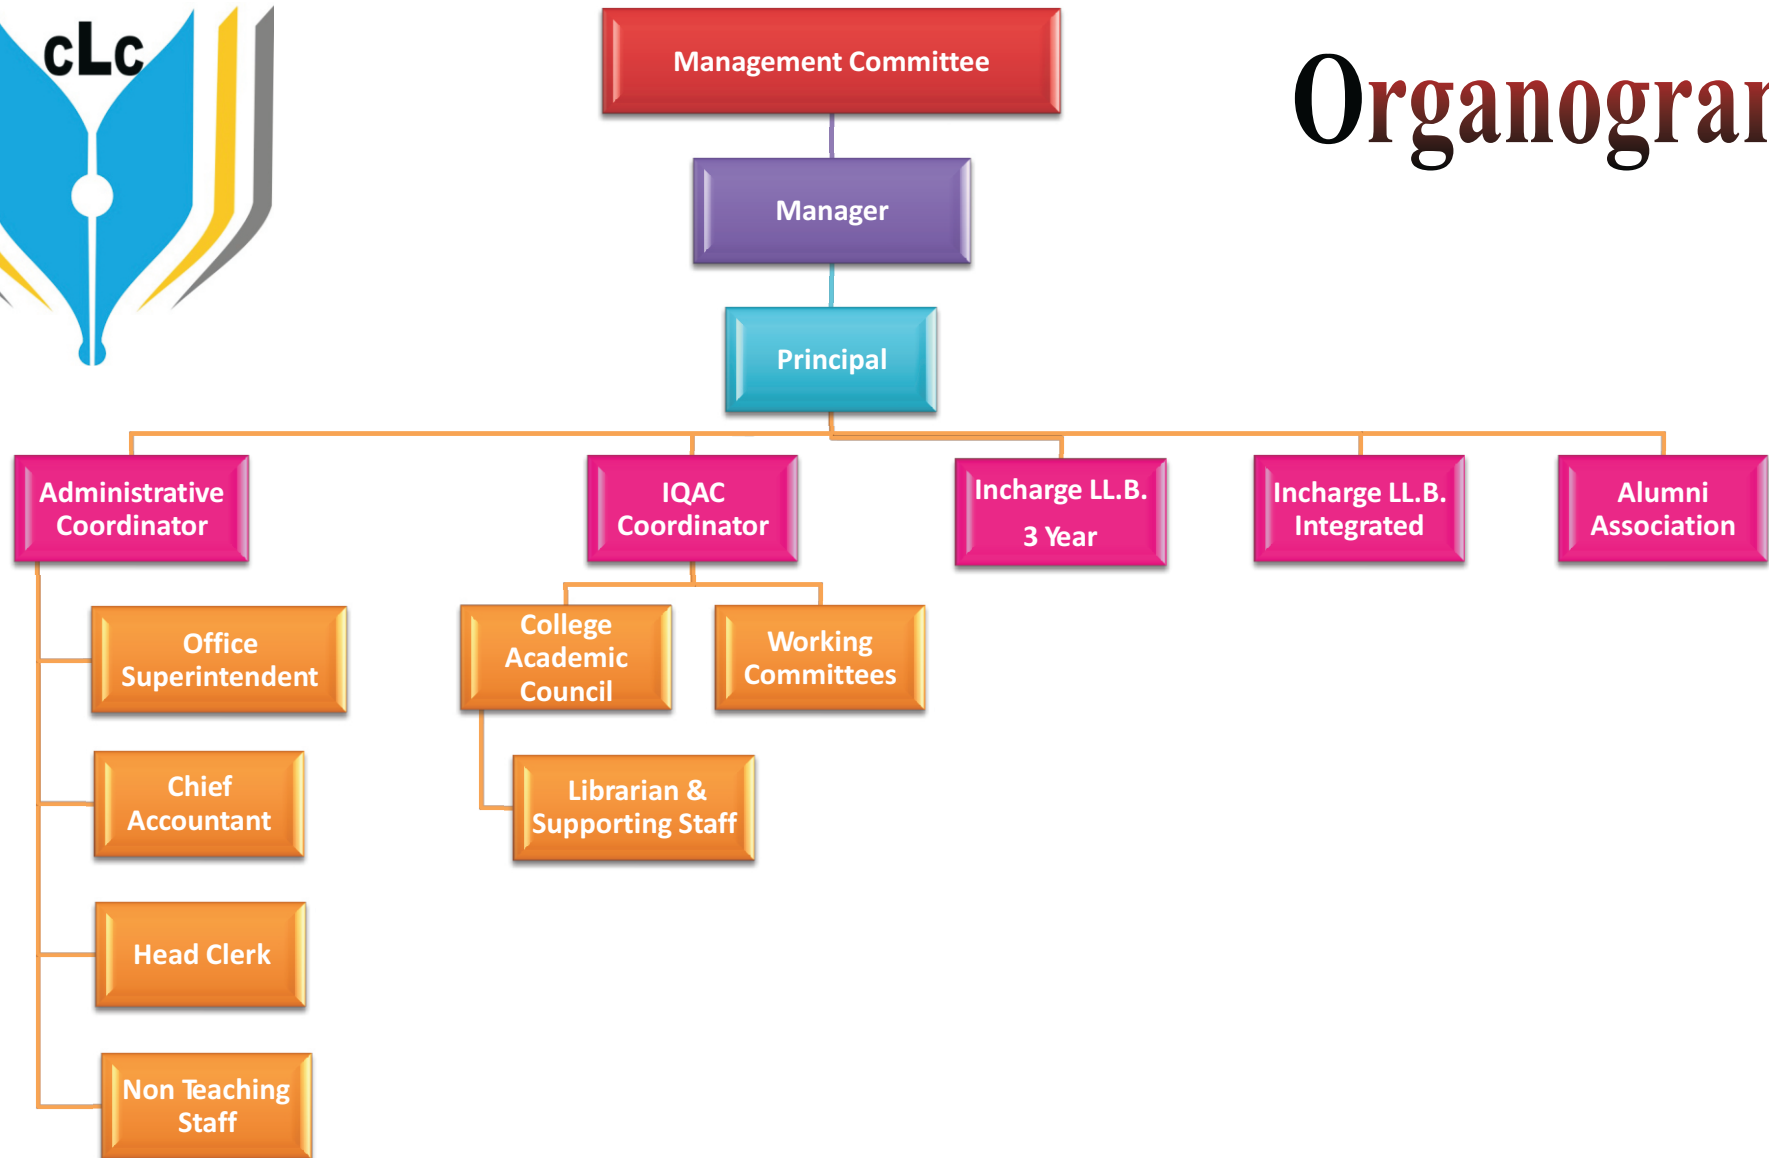 cLc
Management Committee
Organogram
Manager
Principal
Administrative
Coordinator
IQAC
Coordinator
Incharge LL.B.
3 Year
Incharge LL.B.
Integrated
Alumni
Association
Office
Superintendent
College
Academic
Council
Working
Committees
Chief
Accountant
Librarian &
Supporting Staff
Head Clerk
Non Teaching
Staff